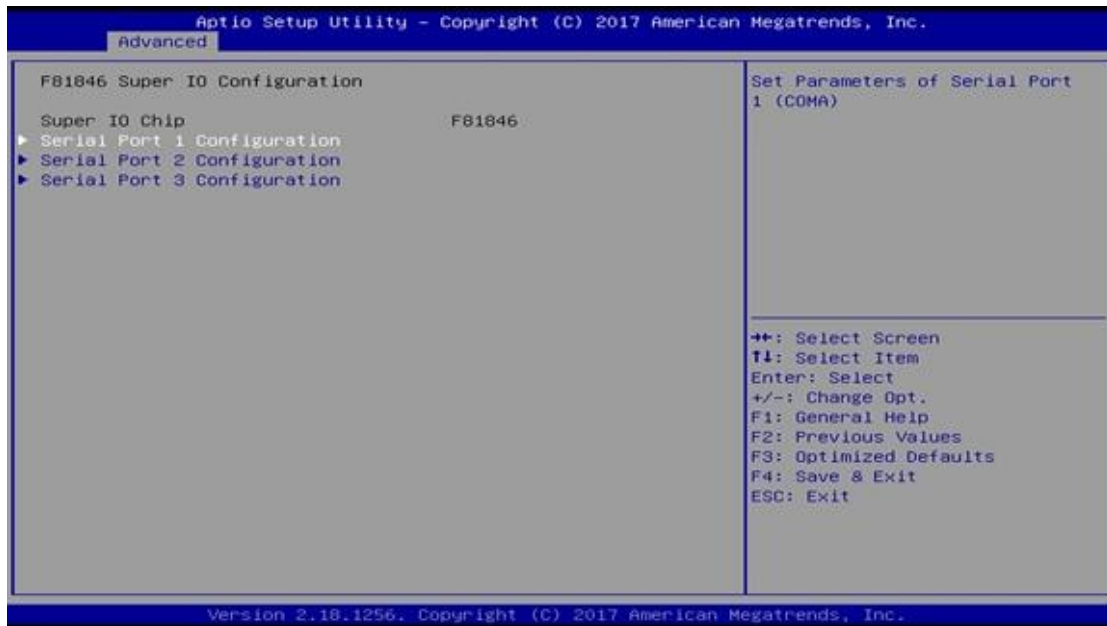 Aptio Setup Utility – Copyright (C) 2017 American Megatrends, Inc.
Advanced
F81846 Super IO Configuration
Super IO Chip F81846
► Serial Port 1 Configuration
► Serial Port 2 Configuration
► Serial Port 3 Configuration
Set Parameters of Serial Port
1 (COMA)
→←: Select Screen
↑↓: Select Item
Enter: Select
+/-: Change Opt.
F1: General Help
F2: Previous Values
F3: Optimized Defaults
F4: Save & Exit
ESC: Exit
Version 2.18.1256. Copyright (C) 2017 American Megatrends, Inc.